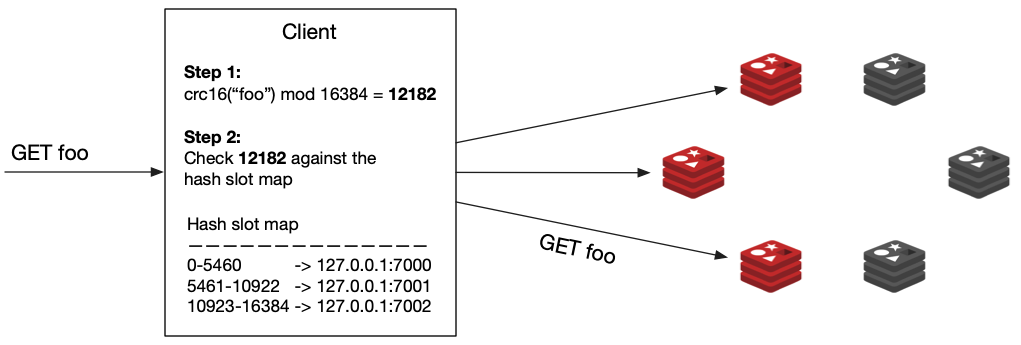 Client
Step 1:
crc16(“foo”) mod 16384 = 12182
Step 2:
Check 12182 against the
hash slot map
GET foo
Hash slot map
0-5460 -> 127.0.0.1:7000
5461-10922 -> 127.0.0.1:7001
10923-16384 -> 127.0.0.1:7002
GET foo